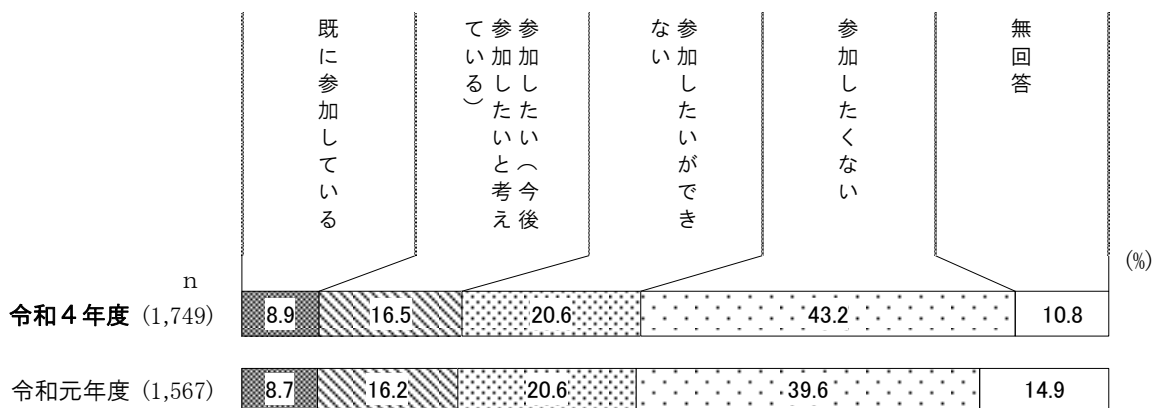 既に参加している
参加したい（今後
参加したいと考え
ている）
参加したいができ
ない
参加したくない
無回答
(%)
n
令和４年度 (1,749)
8.9
16.5
20.6
43.2
10.8
令和元年度 (1,567)
8.7
16.2
20.6
39.6
14.9